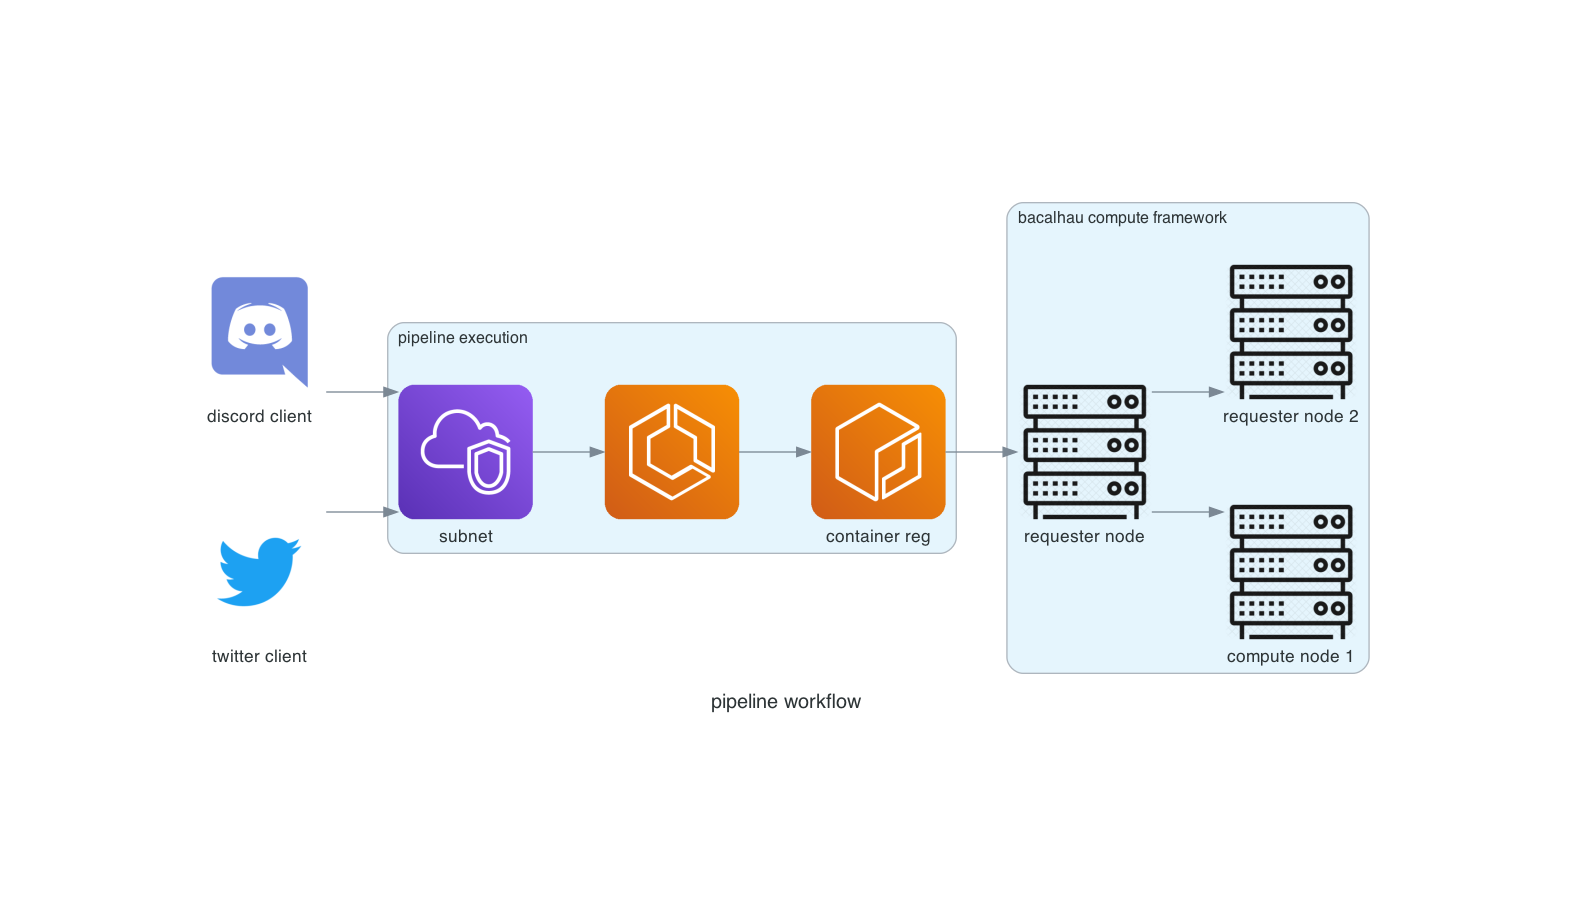 bacalhau compute framework
pipeline execution
discord client
requester node 2
subnet
container reg
requester node
twitter client
compute node 1
pipeline workflow